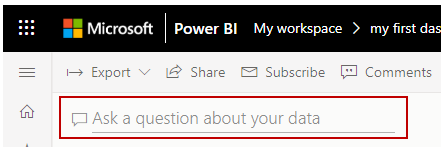 Microsoft Power BI My workspace > my first das
Export Share Subscribe Comments
Ask a question about your data